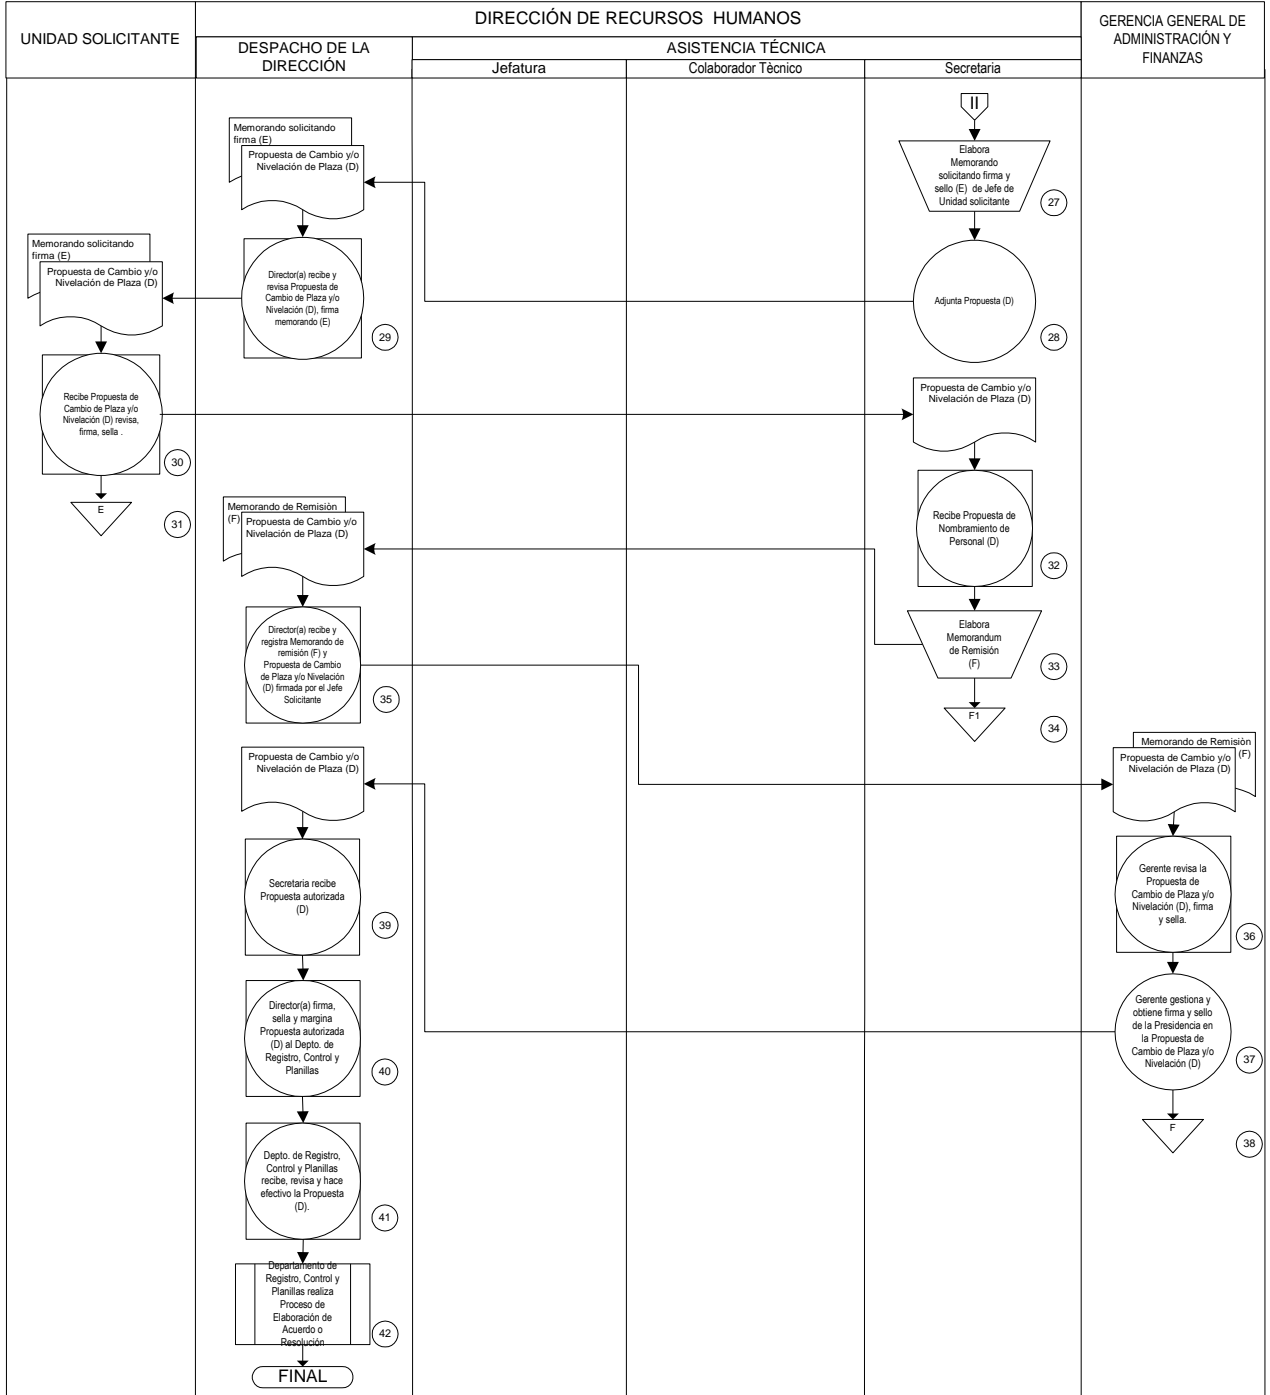 UNIDAD SOLICITANTE
DIRECCIÓN DE RECURSOS  HUMANOS
DESPACHO DE LA
DIRECCIÓN
ASISTENCIA TÉCNICA
Jefatura
Colaborador Tècnico
Secretaria
GERENCIA GENERAL DE
ADMINISTRACIÓN Y
FINANZAS
II
Elabora
Memorando
solicitando firma y
sello (E)  de Jefe de
Unidad solicitante
27
Adjunta Propuesta (D)
28
Memorando solicitando
firma (E)
Propuesta de Cambio y/o
Nivelación de Plaza (D)
Director(a) recibe y
revisa Propuesta de
Cambio de Plaza y/o
Nivelación (D), firma
memorando (E)
29
Memorando solicitando
firma (E)
Propuesta de Cambio y/o
Nivelación de Plaza (D)
Recibe Propuesta de
Cambio de Plaza y/o
Nivelación (D) revisa,
firma, sella .
30
E
31
Propuesta de Cambio y/o
Nivelación de Plaza (D)
Recibe Propuesta de
Nombramiento de
Personal (D)
32
Elabora
Memorandum
de Remisión
(F)
33
F1
34
Memorando de Remisiòn
(F)
Propuesta de Cambio y/o
Nivelación de Plaza (D)
Director(a) recibe y
registra Memorando de
remisión (F) y
Propuesta de Cambio
de Plaza y/o Nivelación
(D) firmada por el Jefe
Solicitante
35
Memorando de Remisiòn
(F)
Propuesta de Cambio y/o
Nivelación de Plaza (D)
Gerente revisa la
Propuesta de
Cambio de Plaza y/o
Nivelación (D), firma
y sella.
36
Gerente gestiona y
obtiene firma y sello
de la Presidencia en
la Propuesta de
Cambio de Plaza y/o
Nivelación (D)
37
F
38
Propuesta de Cambio y/o
Nivelación de Plaza (D)
Secretaria recibe
Propuesta autorizada
(D)
39
Director(a) firma,
sella y margina
Propuesta autorizada
(D) al Depto. de
Registro, Control y
Planillas
40
Depto. de Registro,
Control y Planillas
recibe, revisa y hace
efectivo la Propuesta
(D).
41
Departamento de
Registro, Control y
Planillas realiza
Proceso de
Elaboración de
Acuerdo o
Resolución
42
FINAL